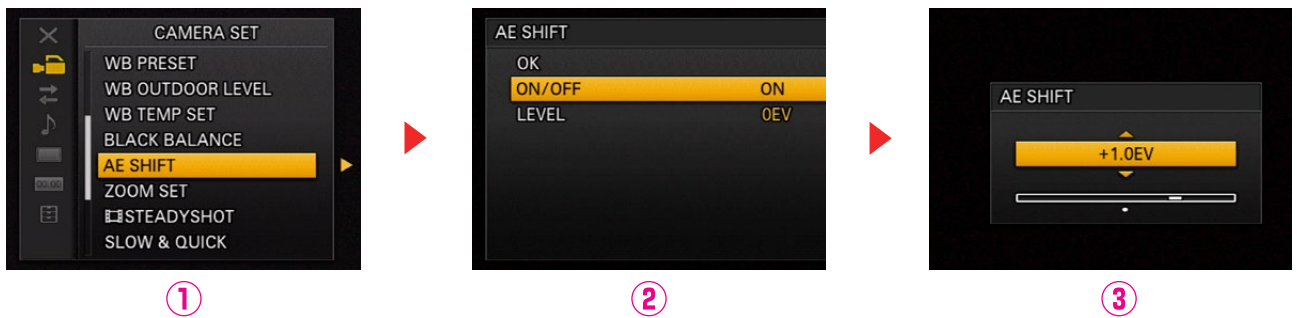 CAMERA SET
WB PRESET
WB OUTDOOR LEVEL
WB TEMP SET
BLACK BALANCE
AE SHIFT
ZOOM SET
STEADYSHOT
SLOW & QUICK
00:00
①
AE SHIFT
OK
ON/OFF ON
LEVEL 0EV
②
AE SHIFT
+1.0EV
③